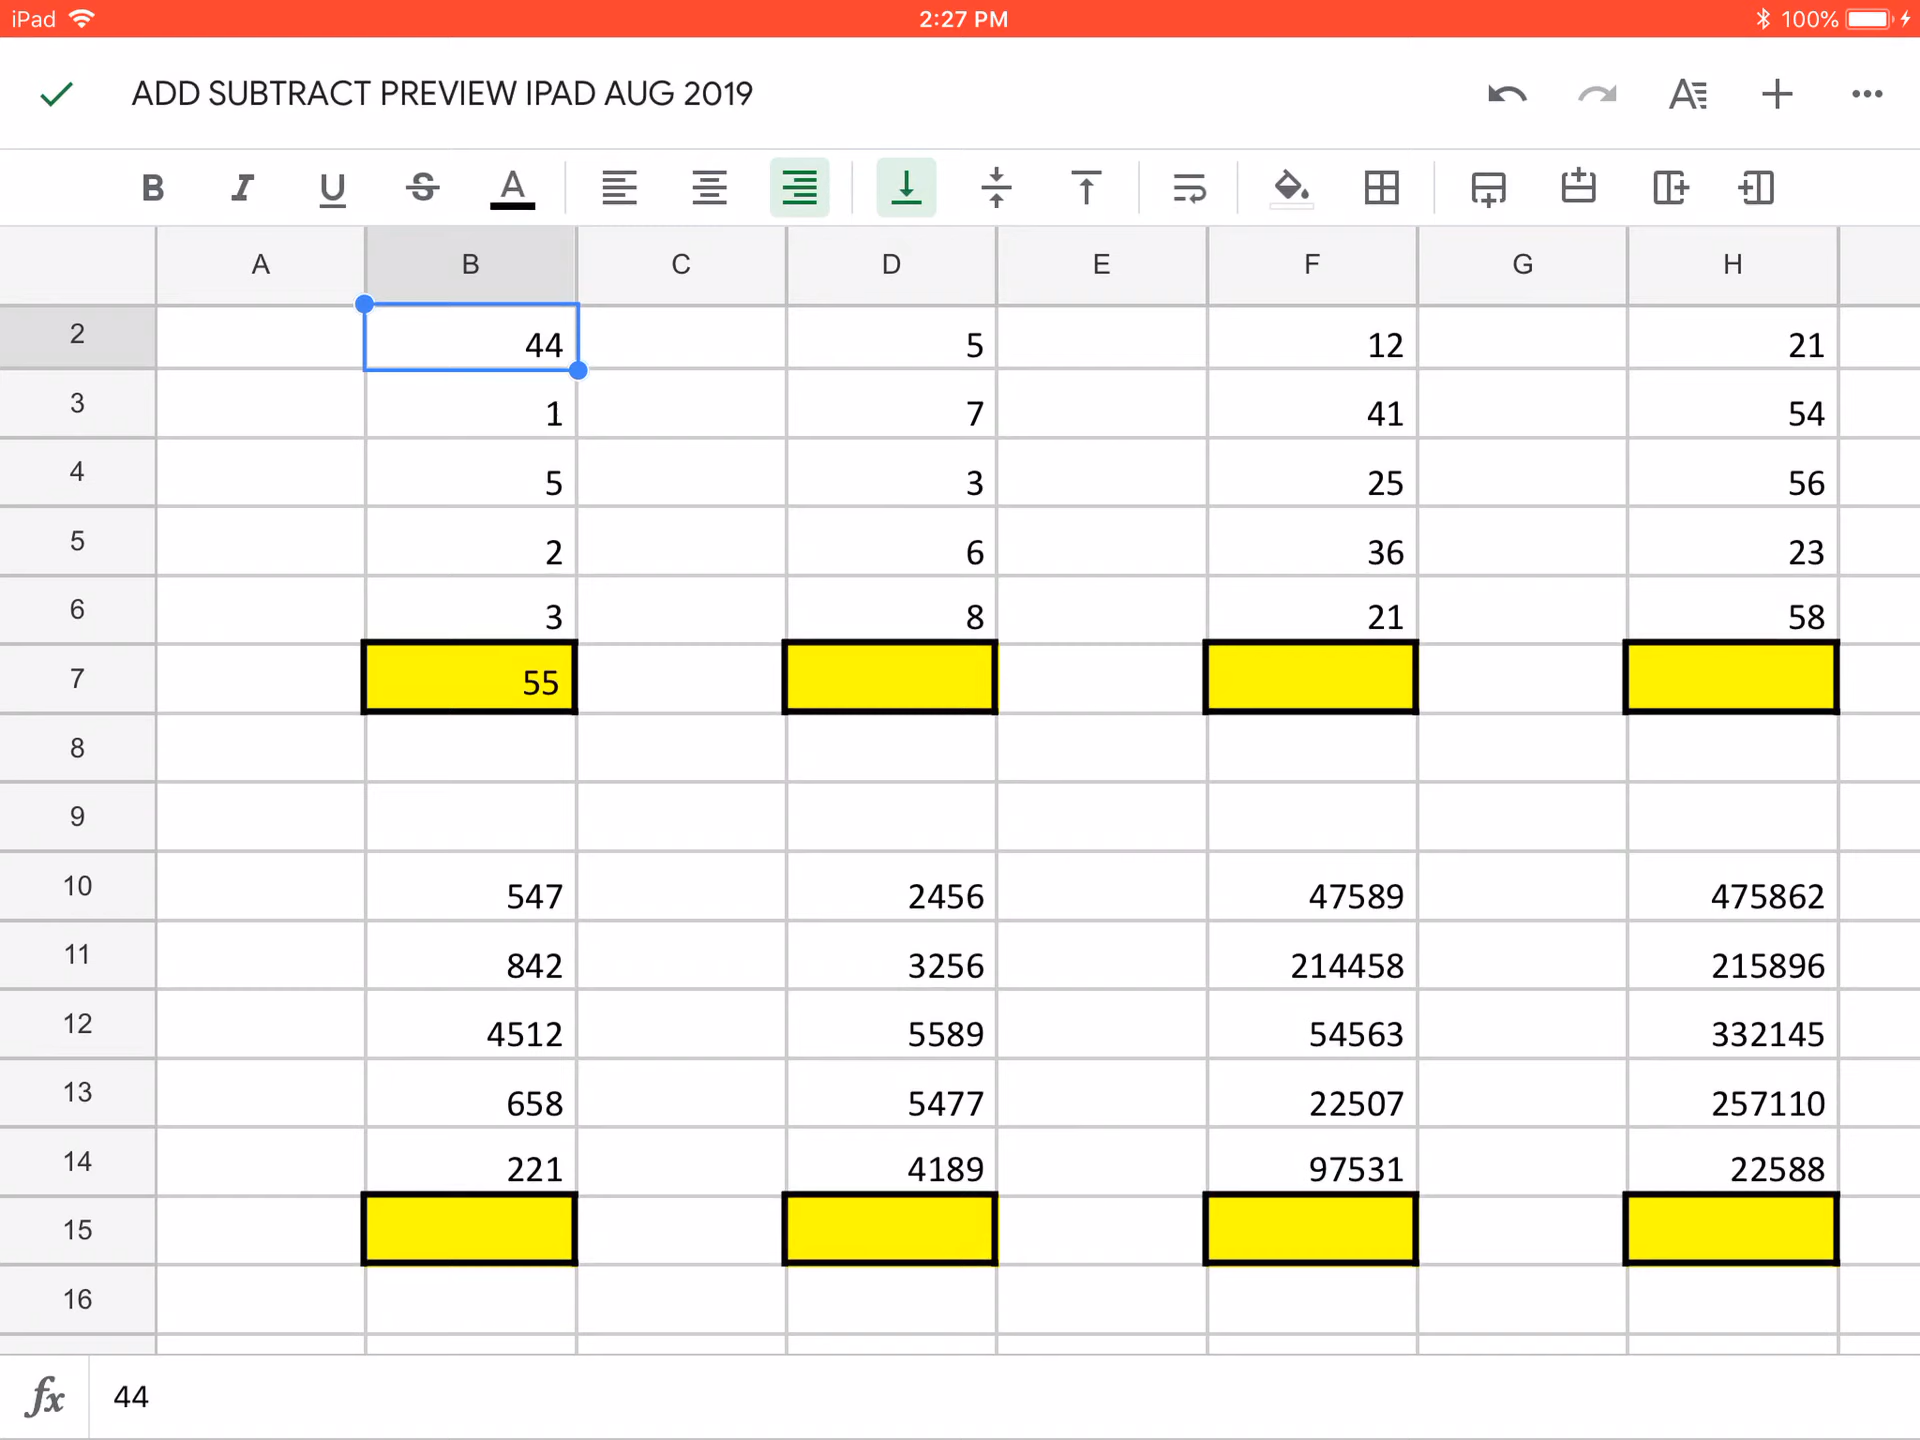 iPad 2:27 PM 100%
ADD SUBTRACT PREVIEW IPAD AUG 2019
B I U S A
A B C D E F G H
2 44 5 12 21
3 1 7 41 54
4 5 3 25 56
5 2 6 36 23
6 3 8 21 58
7 55
8
9
10 547 2456 47589 475862
11 842 3256 214458 215896
12 4512 5589 54563 332145
13 658 5477 22507 257110
14 221 4189 97531 22588
15
16
fx 44